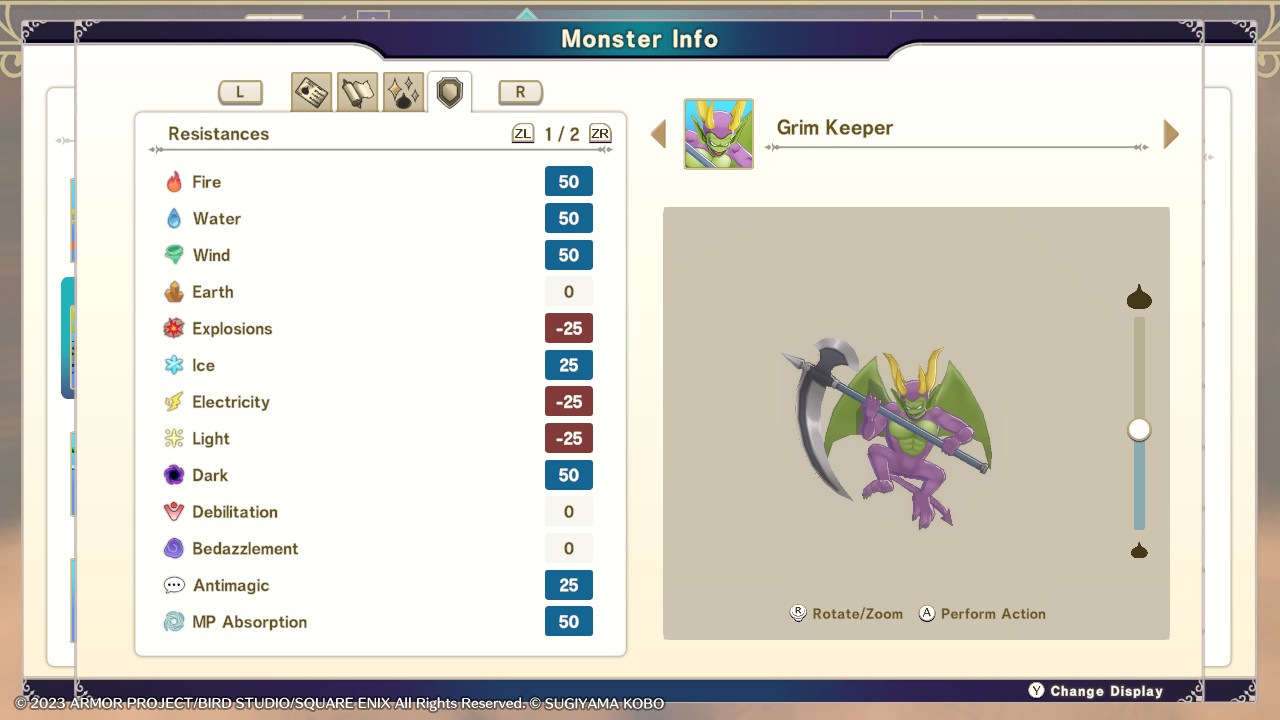 Monster Info
L
R
Resistances
ZL 1 / 2 ZR
Fire 50
Water 50
Wind 50
Earth 0
Explosions -25
Ice 25
Electricity -25
Light -25
Dark 50
Debilitation 0
Bedazzlement 0
Antimagic 25
MP Absorption 50
Grim Keeper
R Rotate/Zoom A Perform Action
Y Change Display
© 2023 ARMOR PROJECT/BIRD STUDIO/SQUARE ENIX All Rights Reserved. © SUGIYAMA KOBO